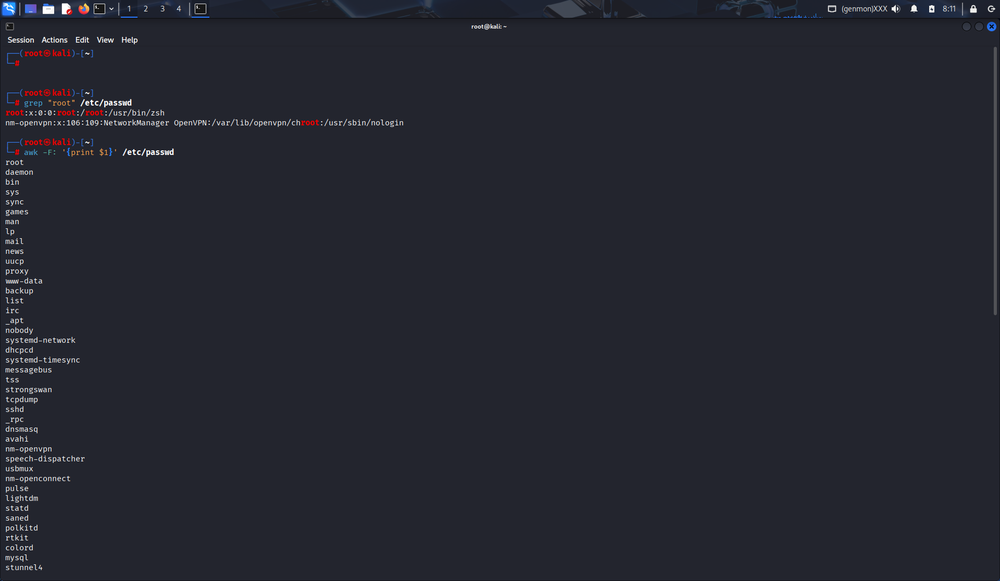 1 2 3 4 (genmon)XXX 8:11
root@kali: ~
Session Actions Edit View Help
┌──(root㉿kali)-[~]
└─#
┌──(root㉿kali)-[~]
└─# grep "root" /etc/passwd
root:x:0:0:root:/root:/usr/bin/zsh
nm-openvpn:x:106:109:NetworkManager OpenVPN:/var/lib/openvpn/chroot:/usr/sbin/nologin
┌──(root㉿kali)-[~]
└─# awk -F: '{print $1}' /etc/passwd
root
daemon
bin
sys
sync
games
man
lp
mail
news
uucp
proxy
www-data
backup
list
irc
_apt
nobody
systemd-network
dhcpcd
systemd-timesync
messagebus
tss
strongswan
tcpdump
sshd
_rpc
dnsmasq
avahi
nm-openvpn
speech-dispatcher
usbmux
nm-openconnect
pulse
lightdm
statd
saned
polkitd
rtkit
colord
mysql
stunnel4